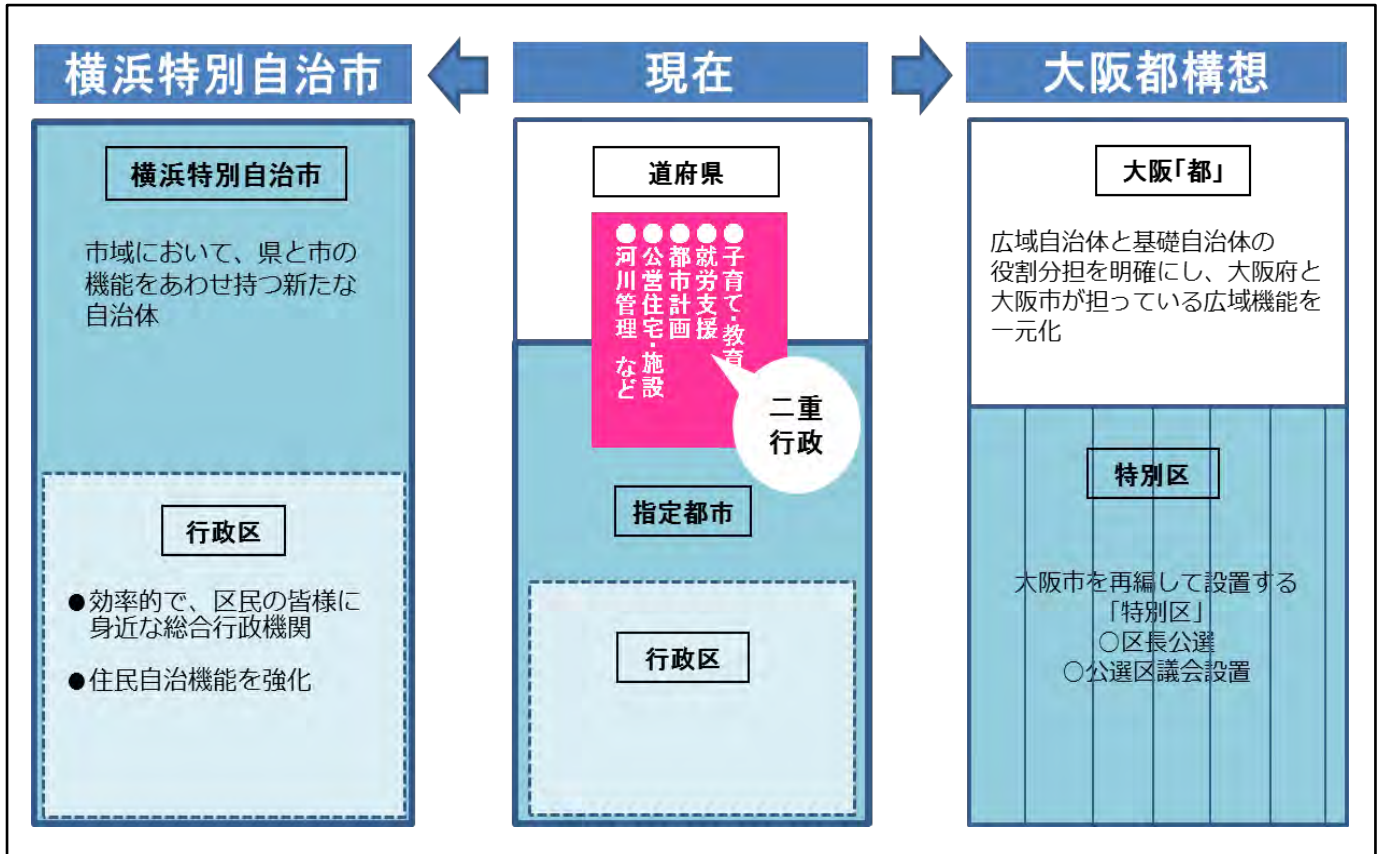 横浜特別自治市
現在
大阪都構想
横浜特別自治市
市域において、県と市の
機能をあわせ持つ新たな
自治体
行政区
●効率的で、区民の皆様に
身近な総合行政機関
●住民自治機能を強化
道府県
●子育て・教育
●就労支援
●都市計画
●公営住宅・施設
●河川管理 など
二重
行政
指定都市
行政区
大阪「都」
広域自治体と基礎自治体の
役割分担を明確にし、大阪府と
大阪市が担っている広域機能を
一元化
特別区
大阪市を再編して設置する
「特別区」
○区長公選
○公選区議会設置